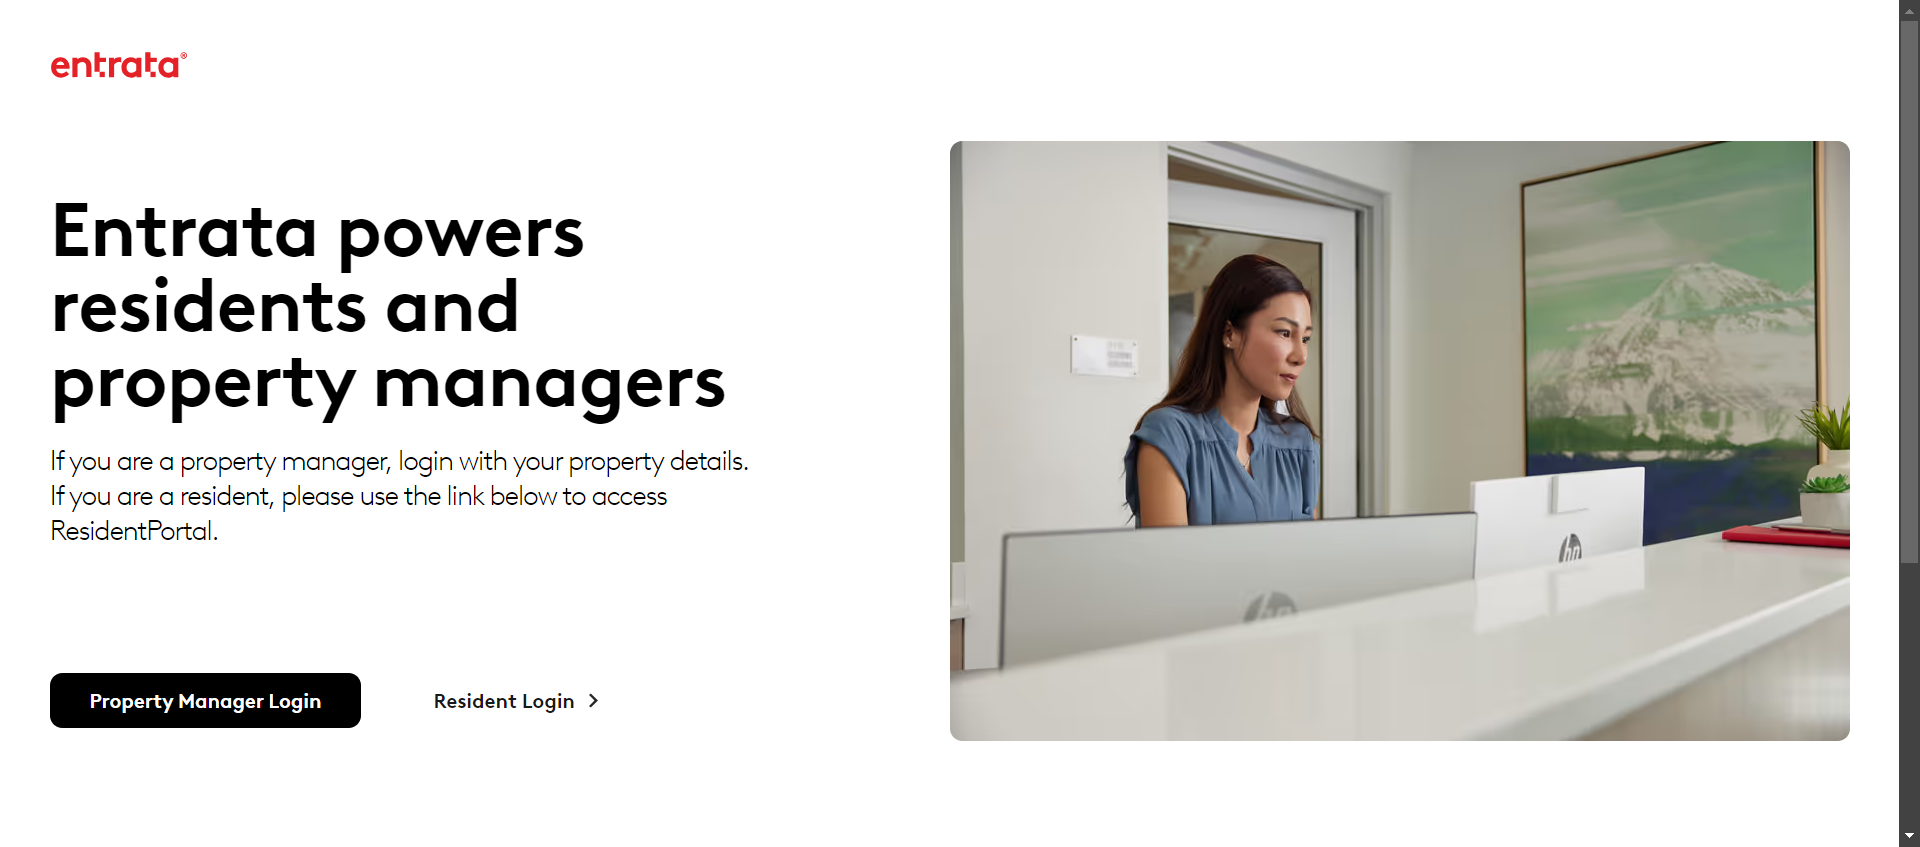 entrata®
Entrata powers
residents and
property managers
If you are a property manager, login with your property details.
If you are a resident, please use the link below to access
ResidentPortal.
Property Manager Login
Resident Login
hp
hp